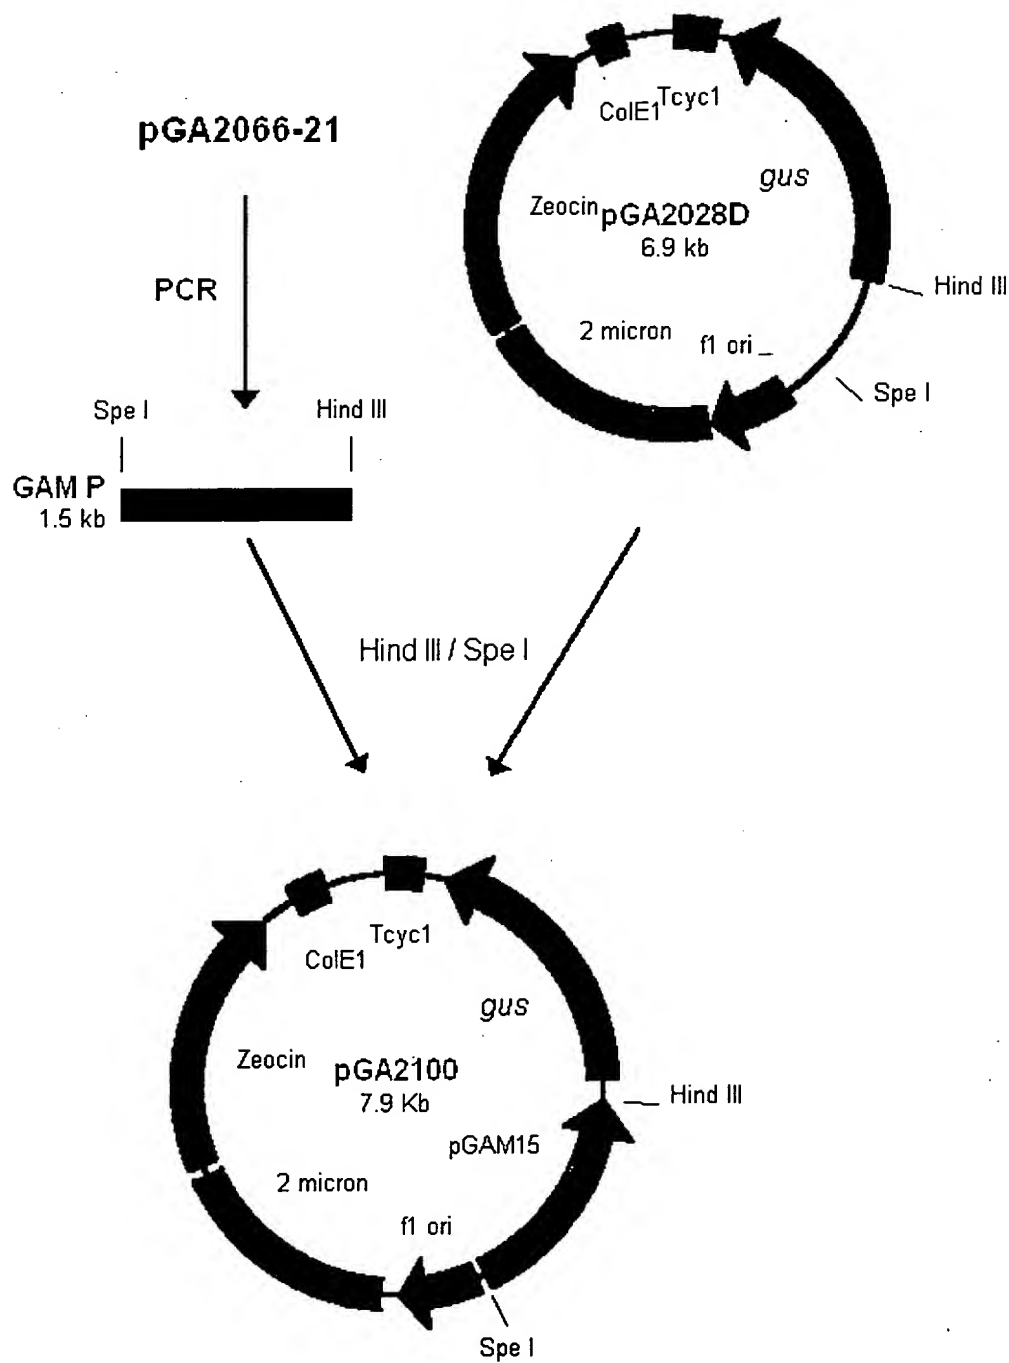 pGA2066-21
PCR
Spe I
Hind III
GAM P
1.5 kb
ColE1
Tcyc1
gus
Zeocin
pGA2028D
6.9 kb
Hind III
2 micron
f1 ori
Spe I
Hind III / Spe I
Tcyc1
ColE1
gus
Zeocin
pGA2100
7.9 Kb
Hind III
pGAM15
2 micron
f1 ori
Spe I